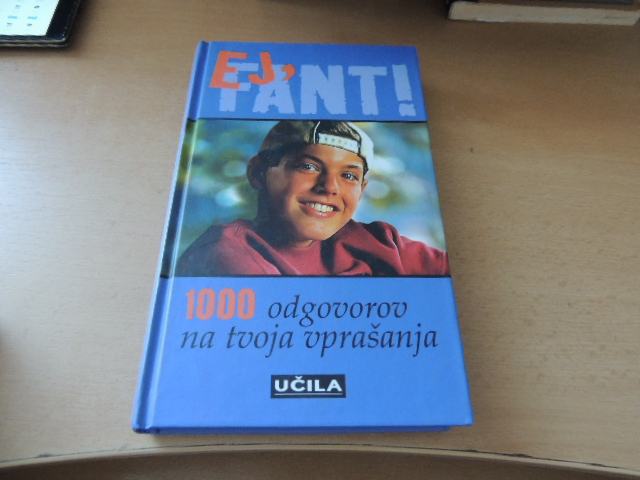 EJ,
FANT!
1000 odgovorov
na tvoja vprašanja
UČILA